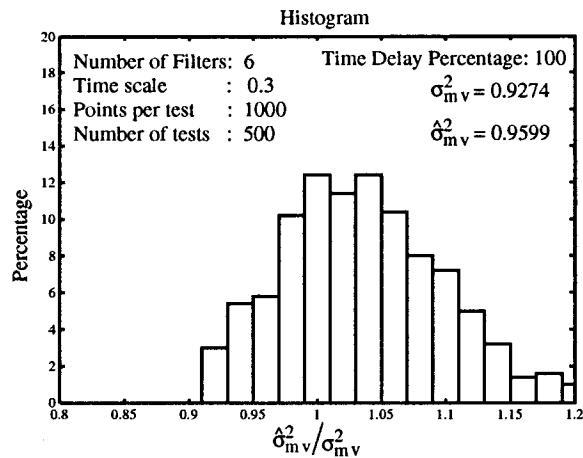 Histogram
Number of Filters: 6
Time scale : 0.3
Points per test : 1000
Number of tests : 500
Time Delay Percentage: 100
σ²mv = 0.9274
σ̂²mv = 0.9599
Percentage
20
18
16
14
12
10
8
6
4
2
0
0.8 0.85 0.9 0.95 1 1.05 1.1 1.15 1.2
σ̂²mv/σ²mv